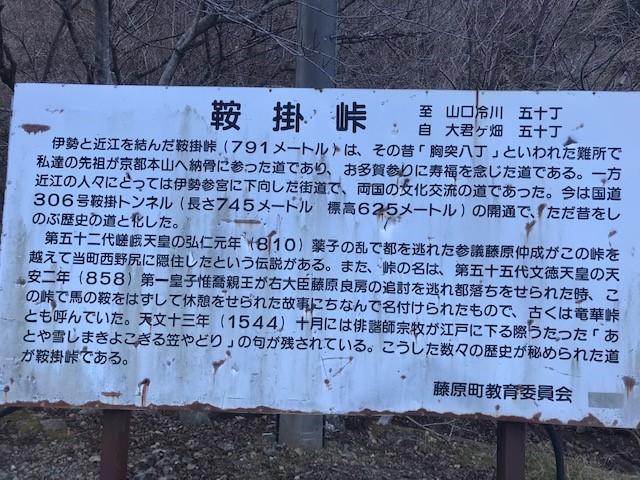 鞍掛峠
至 山口冷川 五十丁
自 大君ヶ畑 五十丁
伊勢と近江を結んだ鞍掛峠(791メートル)は、その昔「胸突八丁」といわれた難所で
私達の先祖が京都本山へ納骨に参った道であり、お多賀参りに寿福を念じた道である。一方
近江の人々にとっては伊勢参宮に下向した街道で、両国の文化交流の道であった。今は国道
306号鞍掛トンネル(長さ745メートル 標高625メートル)の開通で、ただ昔をし
のぶ歴史の道と化した。
第五十二代嵯峨天皇の弘仁元年(810)薬子の乱で都を逃れた参議藤原仲成がこの峠を
越えて当町西野尻に隠住したという伝説がある。また、峠の名は、第五十五代文徳天皇の天
安二年(858)第一皇子惟喬親王が右大臣藤原良房の追討を逃れ都落ちをせられた時、こ
の峠で馬の鞍をはずして休憩をせられた故事にちなんで名付けられたもので、古くは竜華峠
とも呼んでいた。天文十三年(1544)十月には俳諧師宗牧が江戸に下る際うたった「あ
とや雪しまきよこぎる笠やどり」の句が残されている。こうした数々の歴史が秘められた道
が鞍掛峠である。
藤原町教育委員会